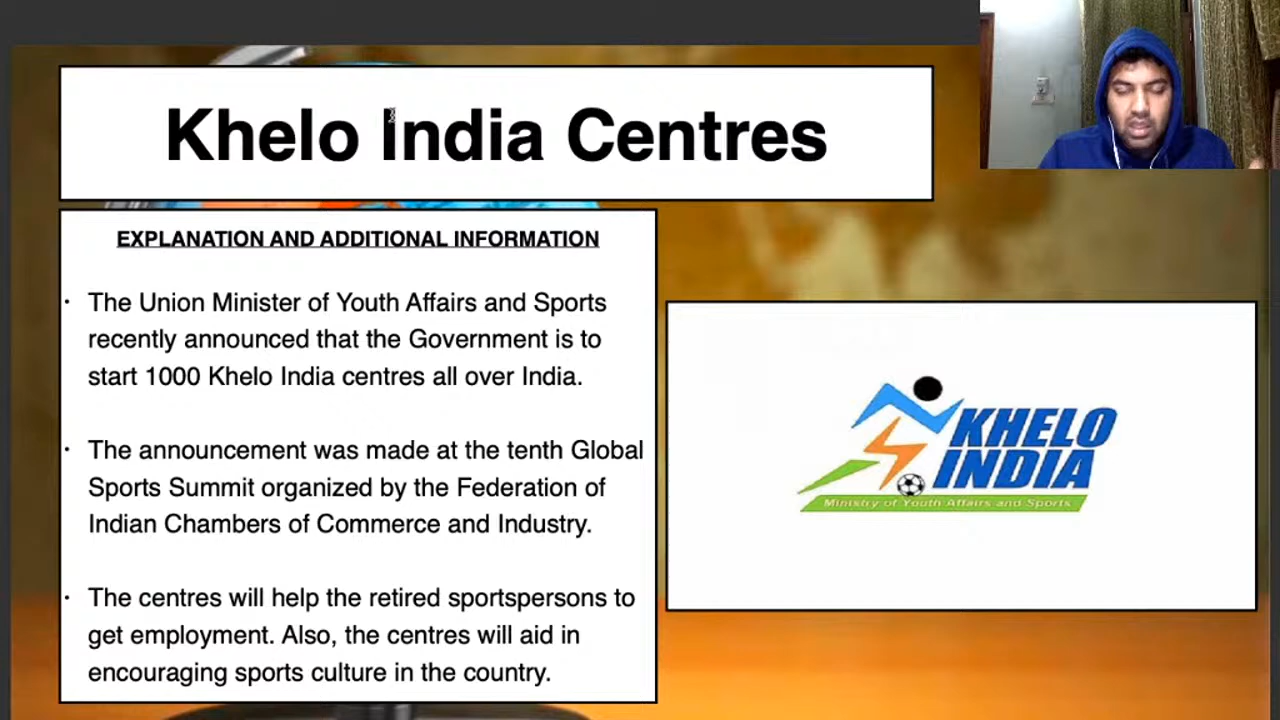 Khelo India Centres
EXPLANATION AND ADDITIONAL INFORMATION
• The Union Minister of Youth Affairs and Sports
recently announced that the Government is to
start 1000 Khelo India centres all over India.
• The announcement was made at the tenth Global
Sports Summit organized by the Federation of
Indian Chambers of Commerce and Industry.
• The centres will help the retired sportspersons to
get employment. Also, the centres will aid in
encouraging sports culture in the country.
KHELO
INDIA
Ministry of Youth Affairs and Sports